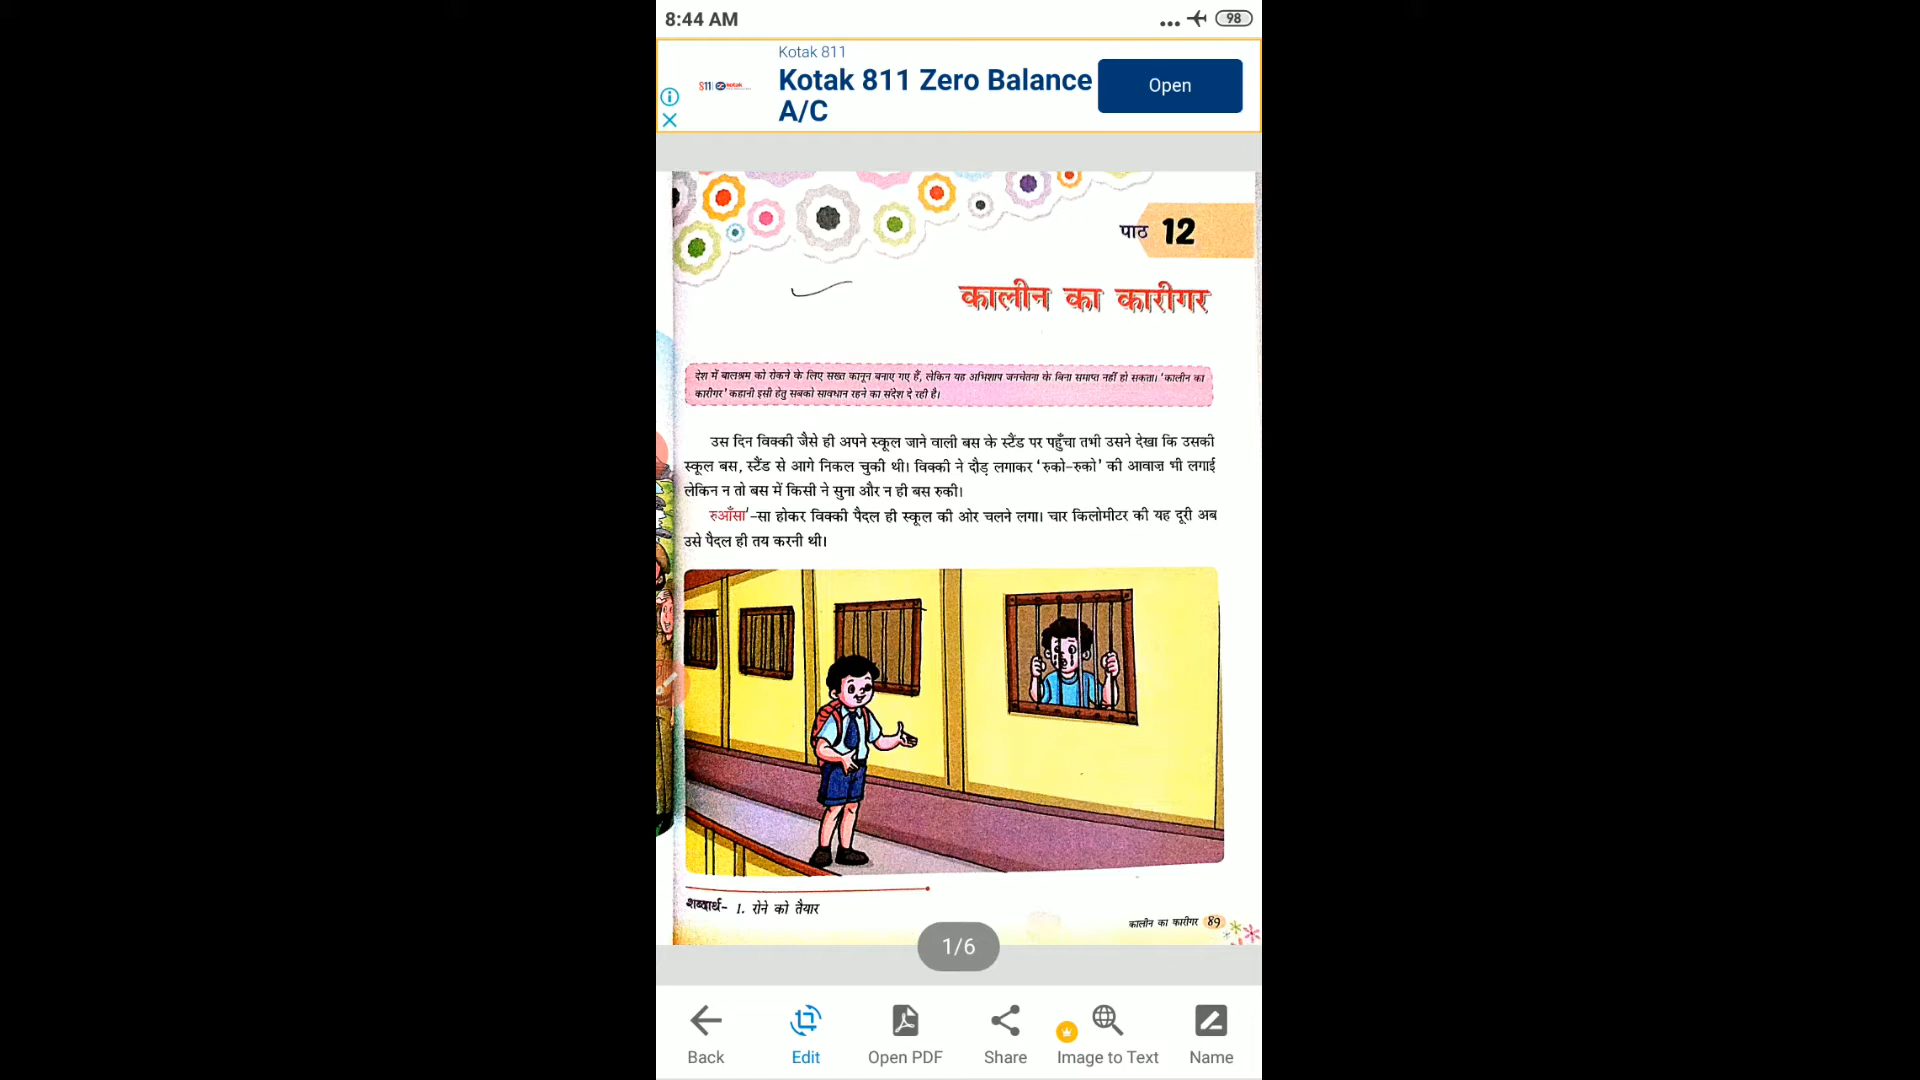 8:44 AM
98
Kotak 811
Kotak 811 Zero Balance
A/C
Open
811 kotak
पाठ 12
कालीन का कारीगर
देश में बालश्रम को रोकने के लिए सख्त कानून बनाए गए हैं, लेकिन यह अभिशाप जनचेतना के बिना समाप्त नहीं हो सकता। 'कालीन का
कारीगर' कहानी इसी हेतु सबको सावधान रहने का संदेश दे रही है।
उस दिन विक्की जैसे ही अपने स्कूल जाने वाली बस के स्टैंड पर पहुँचा तभी उसने देखा कि उसकी
स्कूल बस, स्टैंड से आगे निकल चुकी थी। विक्की ने दौड़ लगाकर 'रुको-रुको' की आवाज़ भी लगाई
लेकिन न तो बस में किसी ने सुना और न ही बस रुकी।
रुआँसा'-सा होकर विक्की पैदल ही स्कूल की ओर चलने लगा। चार किलोमीटर की यह दूरी अब
उसे पैदल ही तय करनी थी।
शब्दार्थ- 1. रोने को तैयार
कालीन का कारीगर 89
1/6
Back
Edit
Open PDF
Share
Image to Text
Name